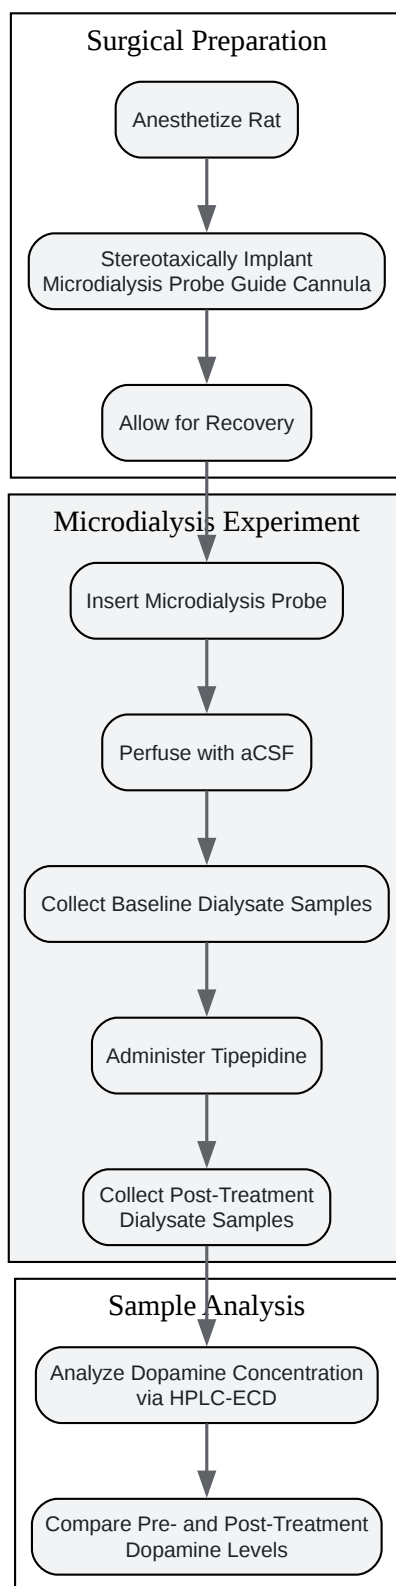 Surgical Preparation
Anesthetize Rat
Stereotaxically Implant
Microdialysis Probe Guide Cannula
Allow for Recovery
Microdialysis Experiment
Insert Microdialysis Probe
Perfuse with aCSF
Collect Baseline Dialysate Samples
Administer Tipepidine
Collect Post-Treatment
Dialysate Samples
Sample Analysis
Analyze Dopamine Concentration
via HPLC-ECD
Compare Pre- and Post-Treatment
Dopamine Levels